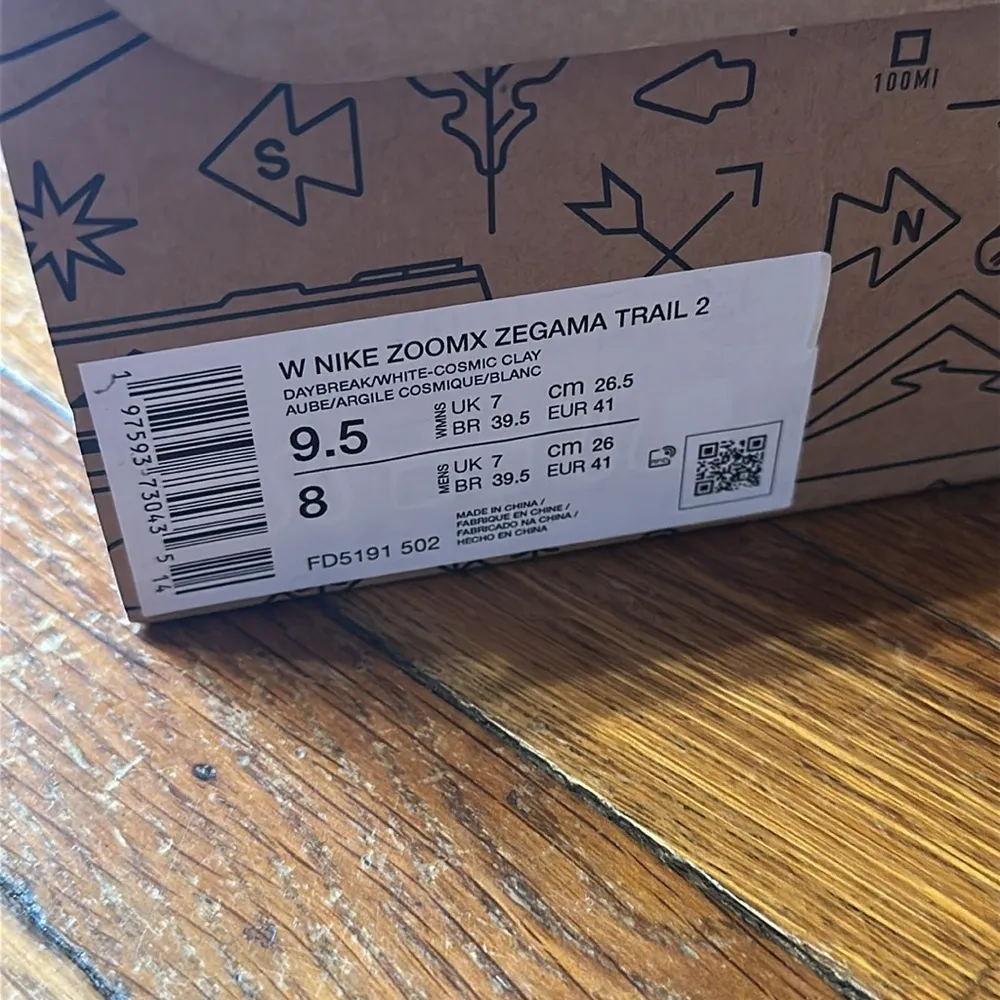 100MI
S
N
W NIKE ZOOMX ZEGAMA TRAIL 2
DAYBREAK/WHITE-COSMIC CLAY
AUBE/ARGILE COSMIQUE/BLANC
9.5 WMNS UK 7 cm 26.5
BR 39.5 EUR 41
8 MENS UK 7 cm 26
BR 39.5 EUR 41
FD5191 502
MADE IN CHINA /
FABRIQUE EN CHINE /
FABRICADO NA CHINA /
HECHO EN CHINA
1 97593 73043 5 14